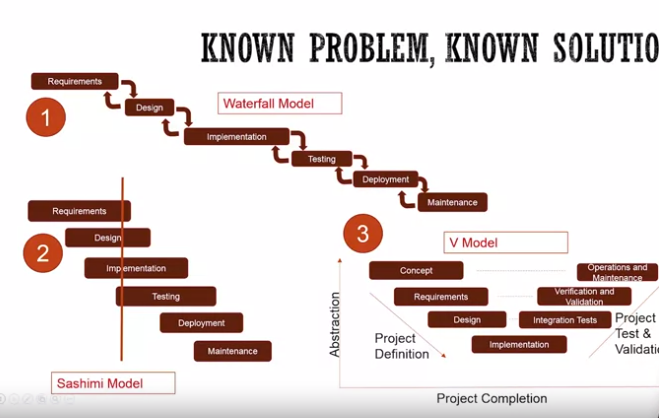 KNOWN PROBLEM, KNOWN SOLUTIO
1
Requirements
Design
Implementation
Testing
Deployment
Maintenance
Waterfall Model
2
Requirements
Design
Implementation
Testing
Deployment
Maintenance
Sashimi Model
3
V Model
Concept
Operations and
Maintenance
Requirements
Verification and
Validation
Design
Integration Tests
Implementation
Abstraction
Project
Definition
Project
Test &
Validati
Project Completion